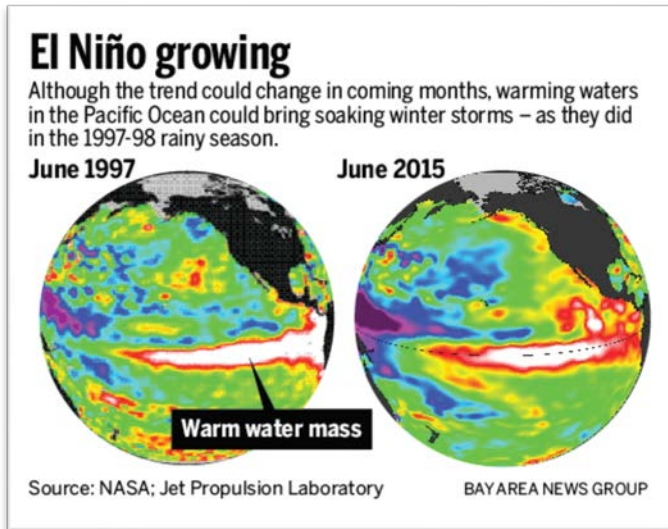 El Niño growing
Although the trend could change in coming months, warming waters
in the Pacific Ocean could bring soaking winter storms – as they did
in the 1997-98 rainy season.
June 1997
June 2015
Warm water mass
Source: NASA; Jet Propulsion Laboratory
BAY AREA NEWS GROUP